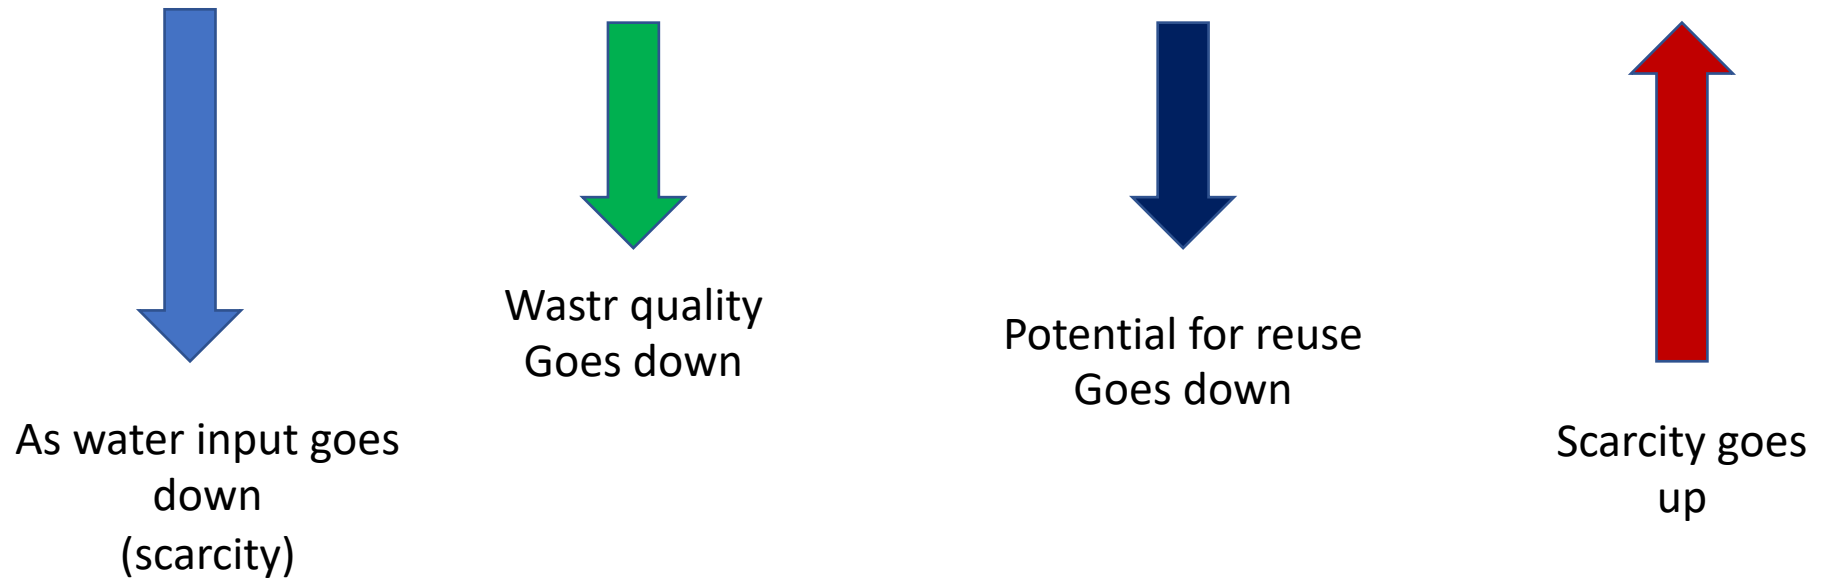 As water input goes
down
(scarcity)
Wastr quality
Goes down
Potential for reuse
Goes down
Scarcity goes
up